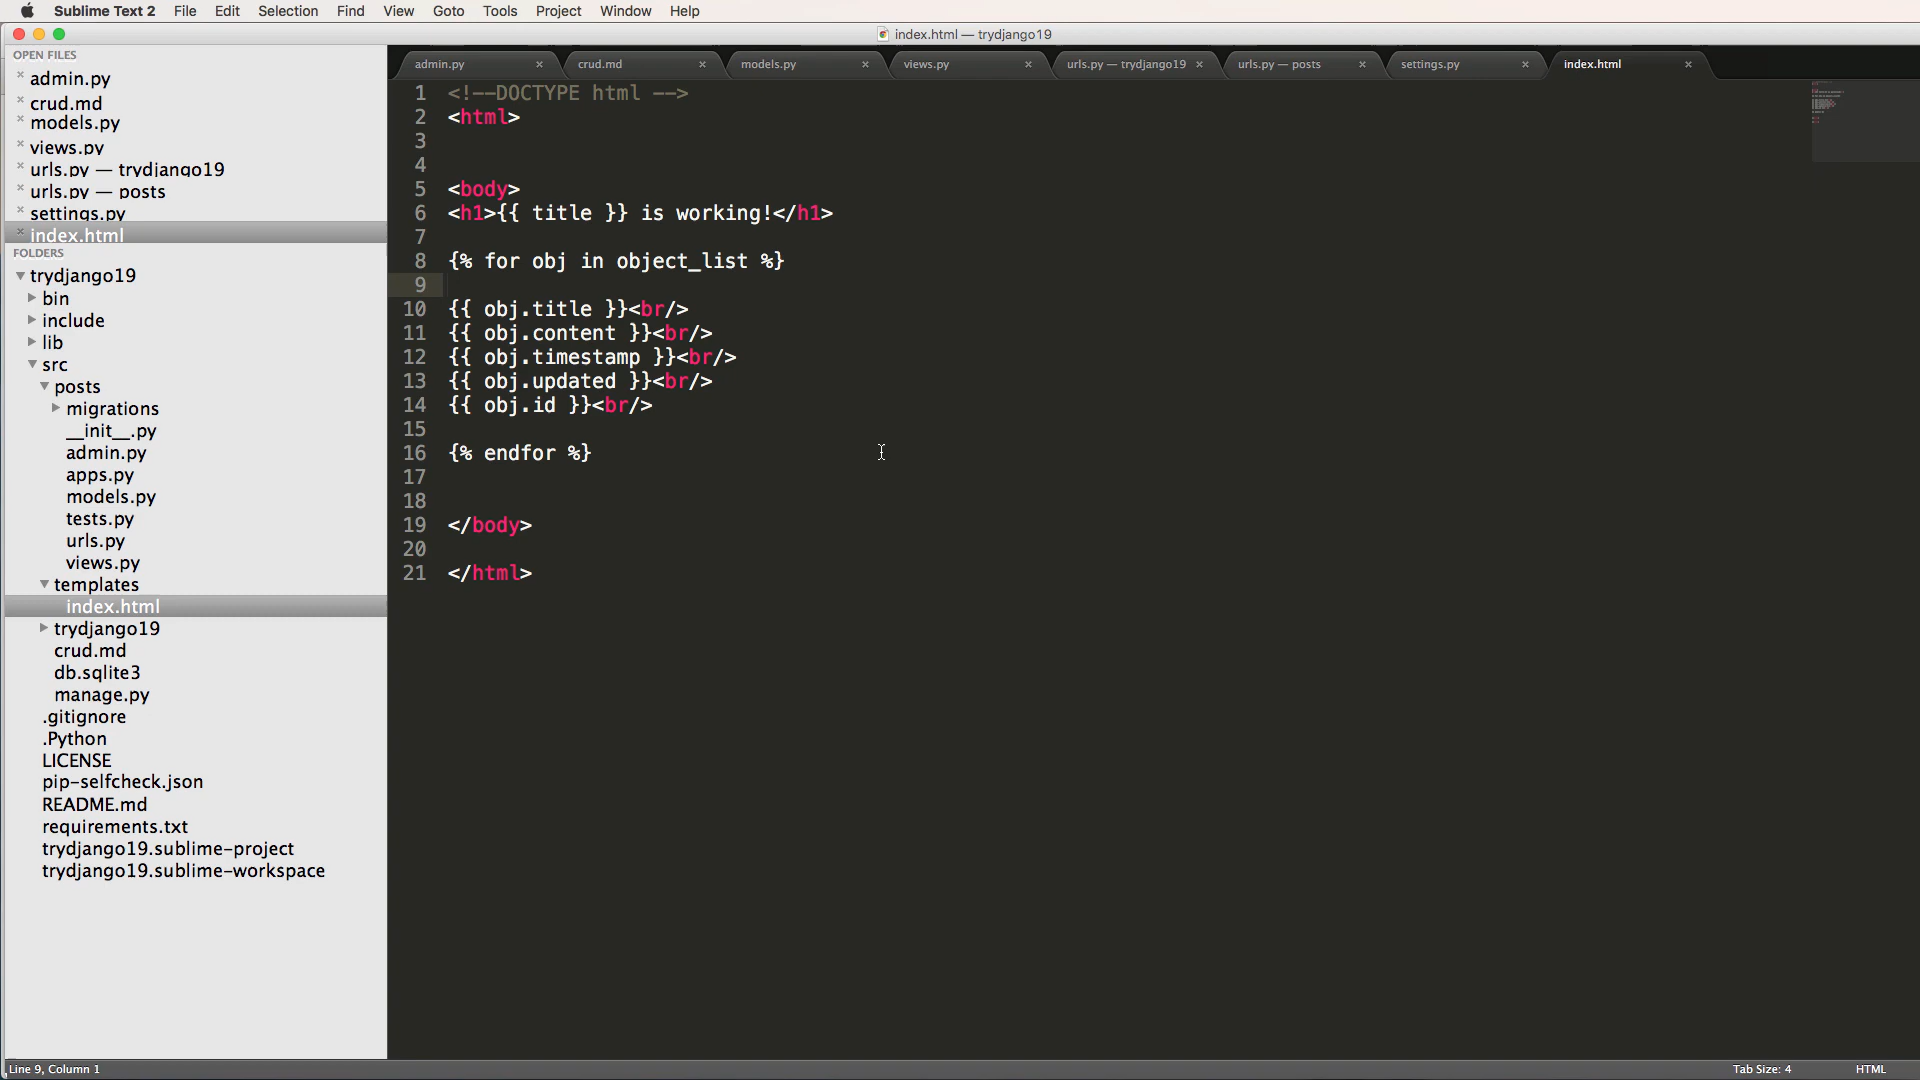 Sublime Text 2 File Edit Selection Find View Goto Tools Project Window Help
index.html — trydjango19
OPEN FILES
admin.py
crud.md
models.py
views.py
urls.py — trydjango19
urls.py — posts
settings.py
index.html
FOLDERS
trydjango19
bin
include
lib
src
posts
migrations
__init__.py
admin.py
apps.py
models.py
tests.py
urls.py
views.py
templates
index.html
trydjango19
crud.md
db.sqlite3
manage.py
.gitignore
.Python
LICENSE
pip-selfcheck.json
README.md
requirements.txt
trydjango19.sublime-project
trydjango19.sublime-workspace
admin.py crud.md models.py views.py urls.py — trydjango19 urls.py — posts settings.py index.html
1 <!--DOCTYPE html -->
2 <html>
3
4
5 <body>
6 <h1>{{ title }} is working!</h1>
7
8 {% for obj in object_list %}
9
10 {{ obj.title }}<br/>
11 {{ obj.content }}<br/>
12 {{ obj.timestamp }}<br/>
13 {{ obj.updated }}<br/>
14 {{ obj.id }}<br/>
15
16 {% endfor %}
17
18
19 </body>
20
21 </html>
Line 9, Column 1 Tab Size: 4 HTML